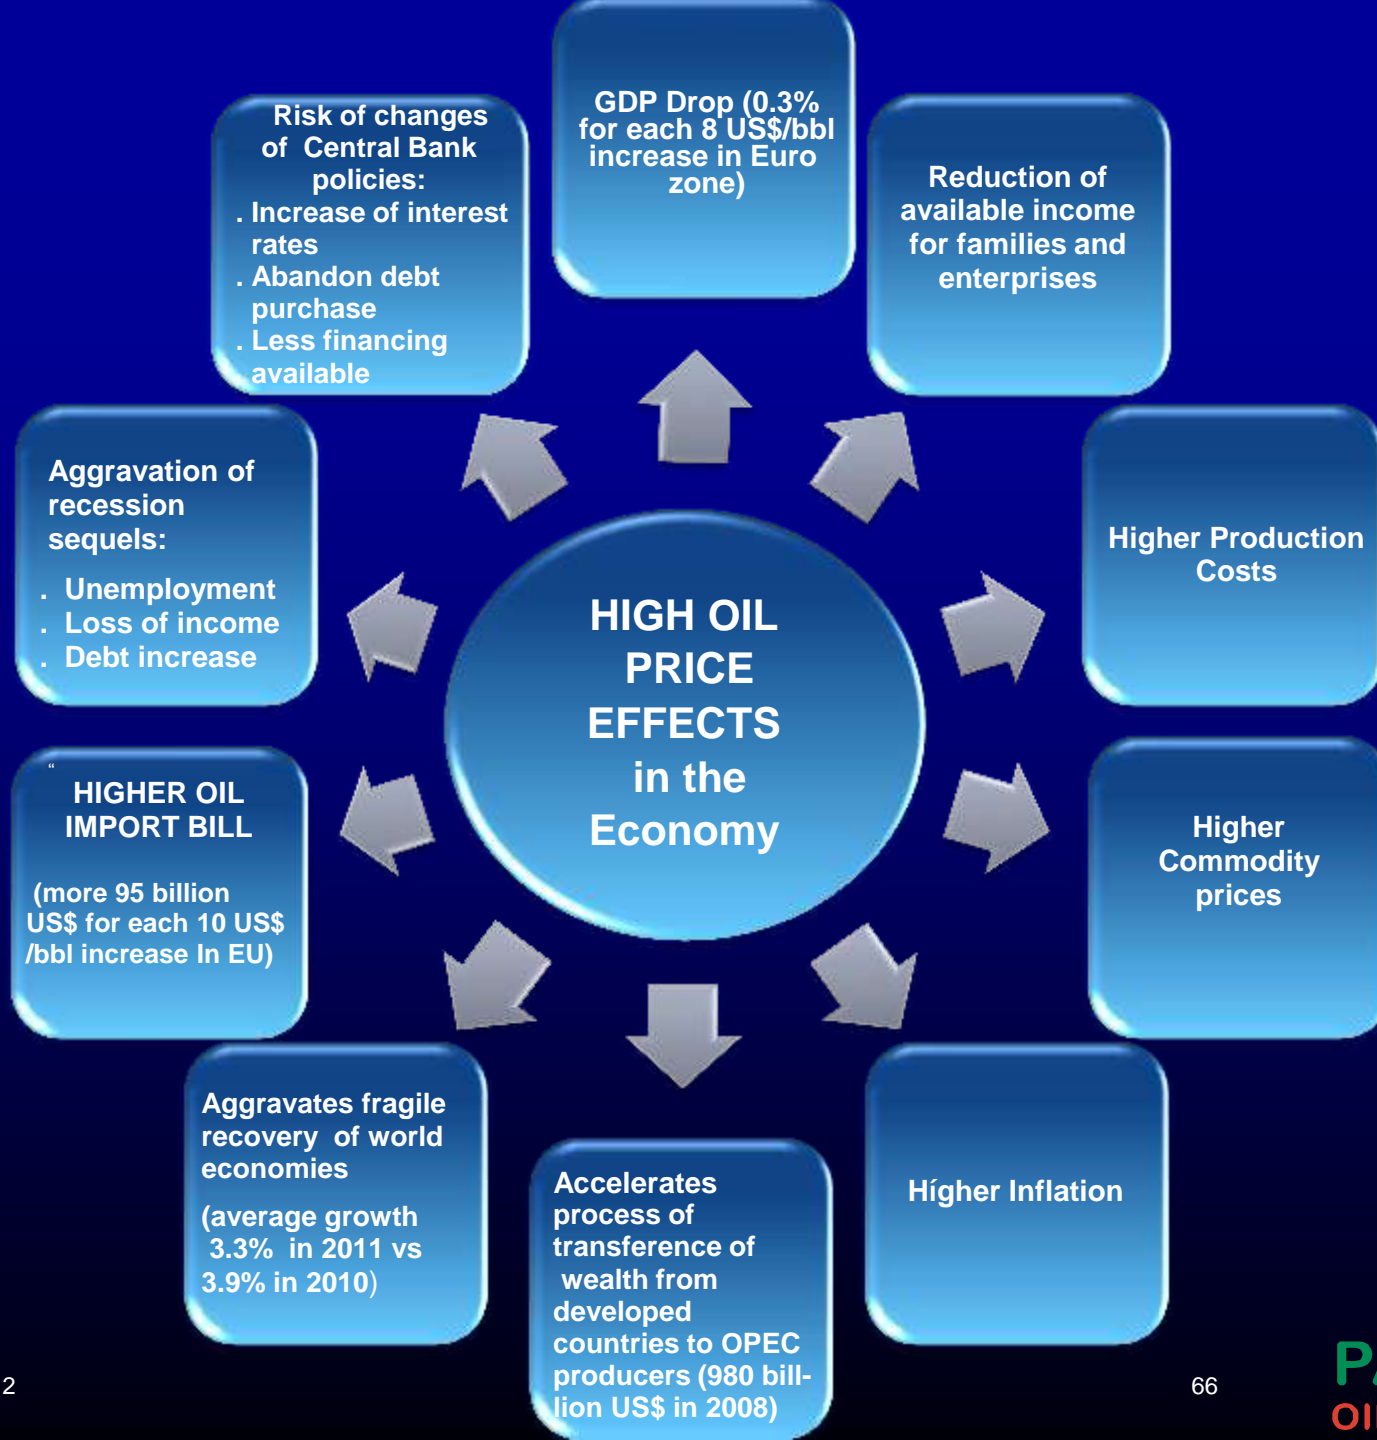 GDP Drop (0.3%
for each 8 US$/bbl
increase in Euro
zone)
Risk of changes
of Central Bank
policies:
. Increase of interest
rates
. Abandon debt
purchase
. Less financing
available
Reduction of
available income
for families and
enterprises
Aggravation of
recession
sequels:
. Unemployment
. Loss of income
. Debt increase
Higher Production
Costs
HIGH OIL
PRICE
EFFECTS
in the
Economy
“
HIGHER OIL
IMPORT BILL
(more 95 billion
US$ for each 10 US$
/bbl increase In EU)
Higher
Commodity
prices
Aggravates fragile
recovery of world
economies
(average growth
3.3% in 2011 vs
3.9% in 2010)
Accelerates
process of
transference of
wealth from
developed
countries to OPEC
producers (980 bill-
lion US$ in 2008)
Hígher Inflation
2
66